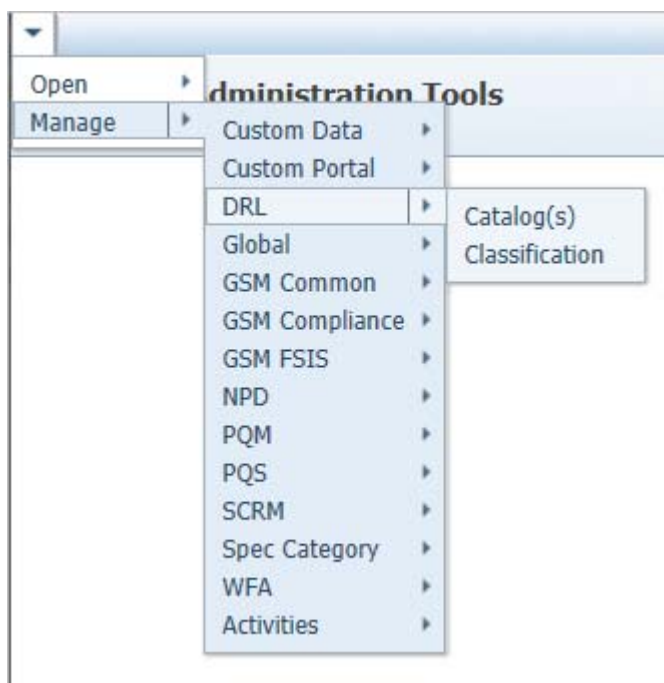 Open
dministration Tools
Manage
Custom Data
Custom Portal
DRL
Catalog(s)
Global
Classification
GSM Common
GSM Compliance
GSM FSIS
NPD
PQM
PQS
SCRM
Spec Category
WFA
Activities